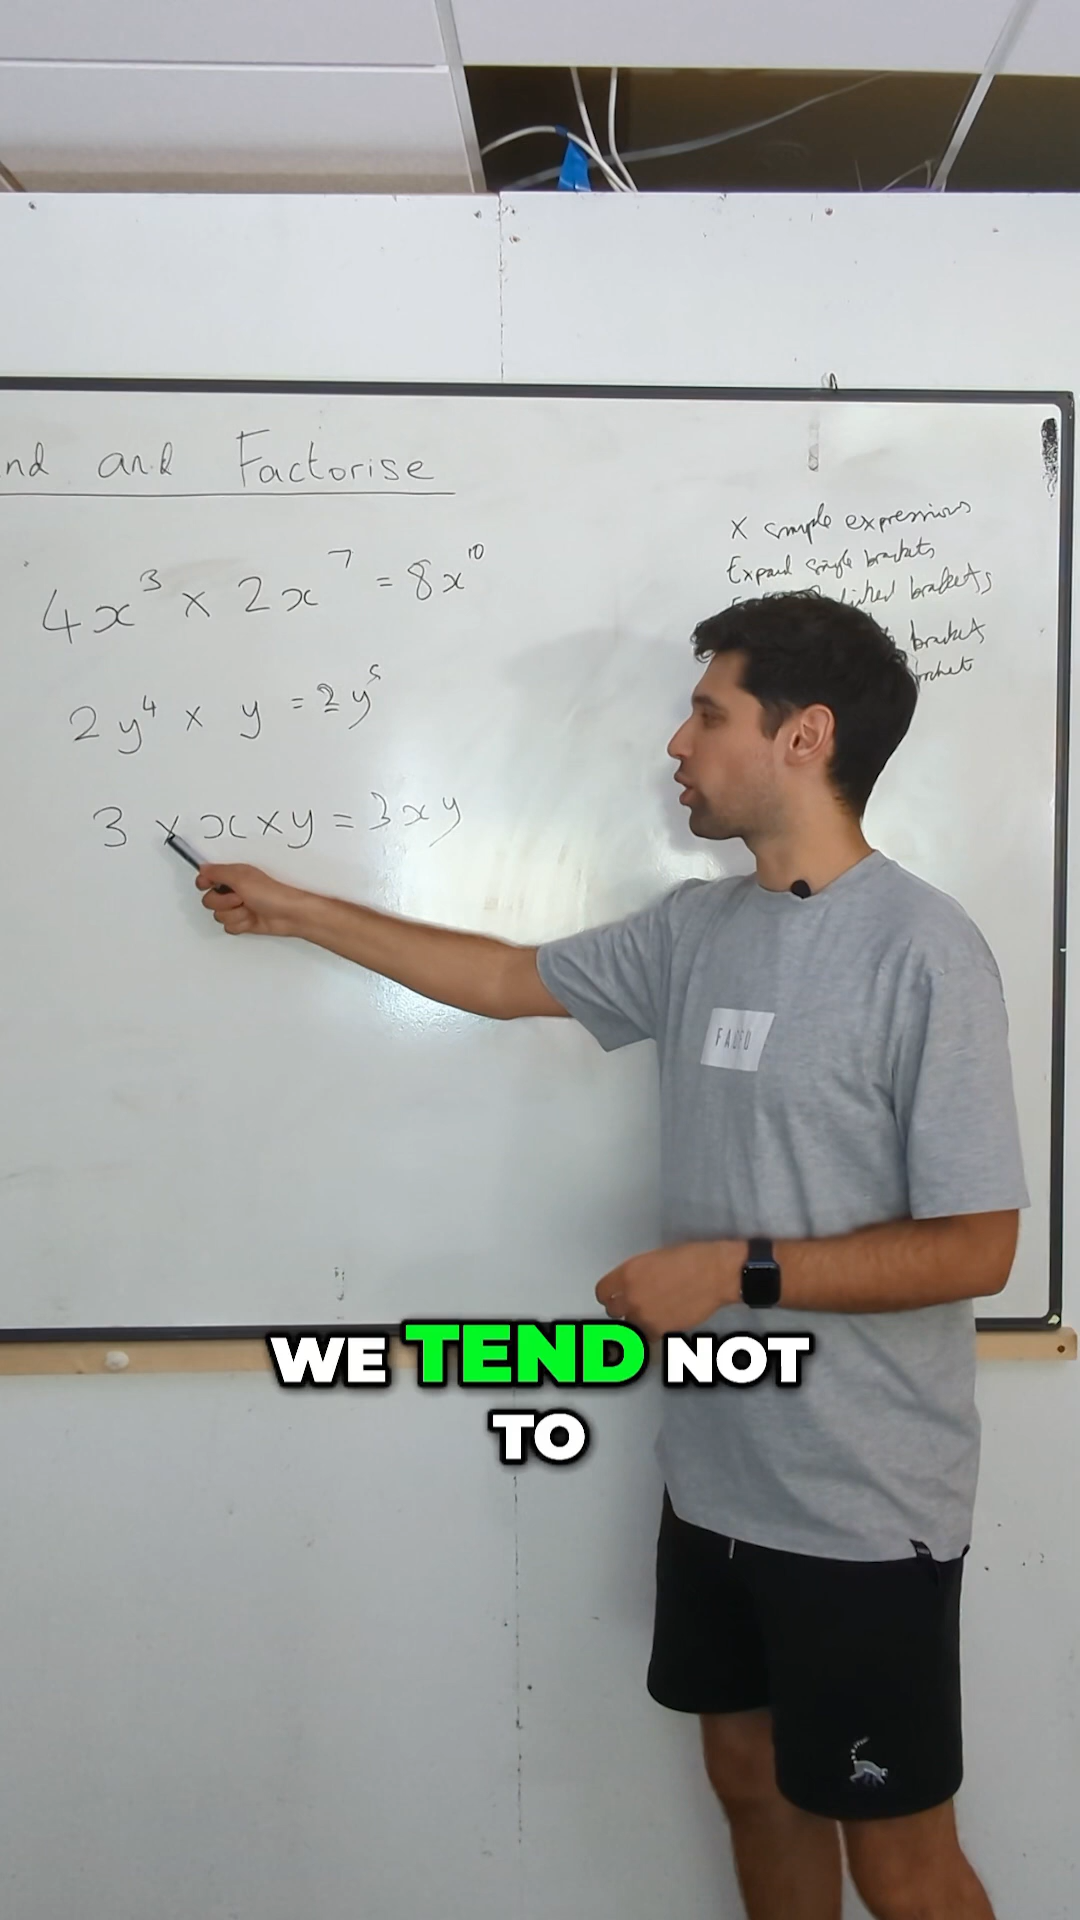 nd and Factorise
4x³ × 2x⁷ = 8x¹⁰
2y⁴ × y = 2y⁵
3 × x × y = 3xy
X simple expressions
Expand single brackets
brackets
brackets
brackets
WE TEND NOT
TO